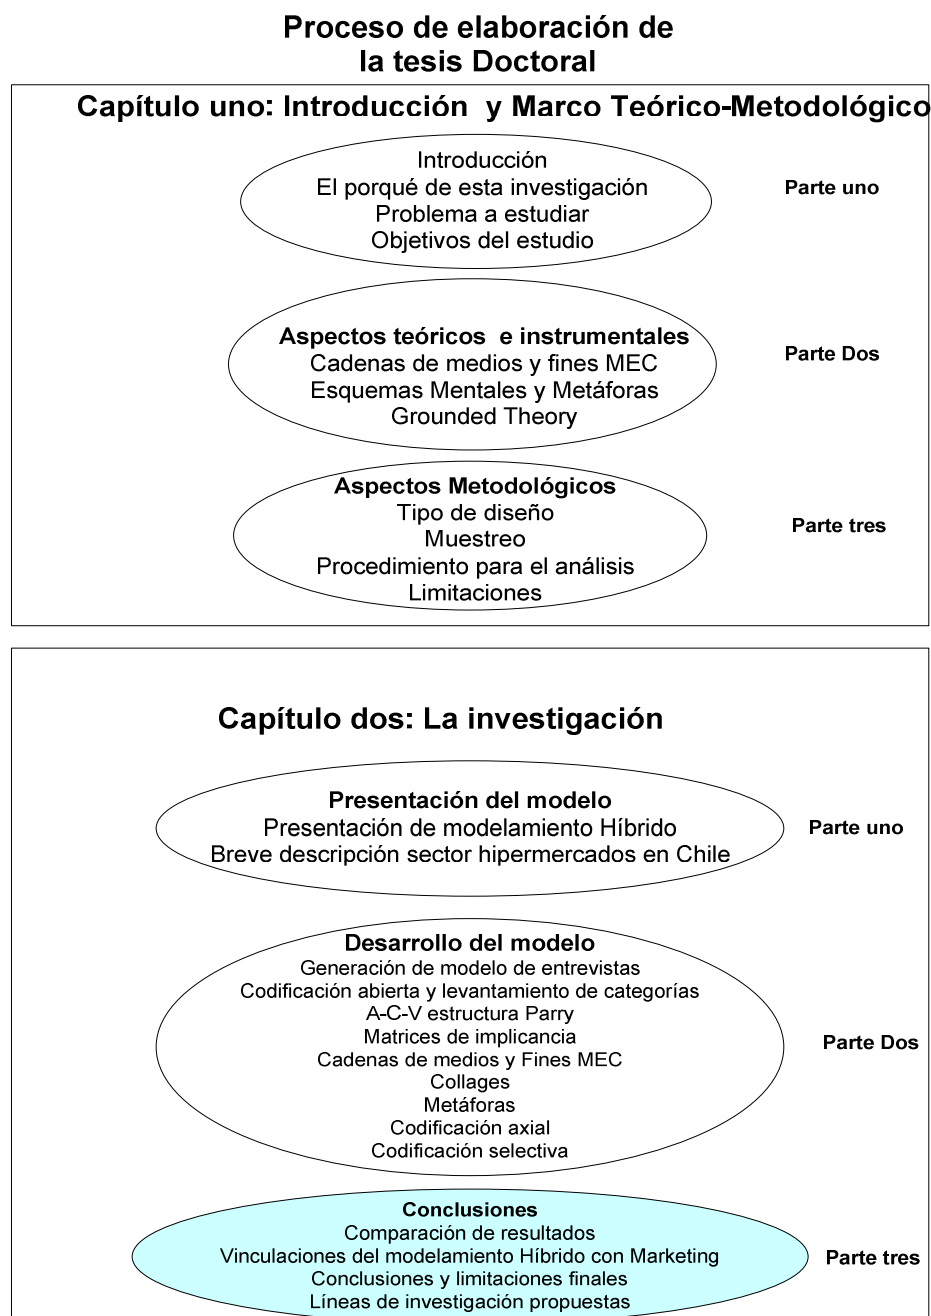 Proceso de elaboración de
la tesis Doctoral
Capítulo uno: Introducción y Marco Teórico-Metodológico
Introducción
El porqué de esta investigación
Problema a estudiar
Objetivos del estudio
Parte uno
Aspectos teóricos e instrumentales
Cadenas de medios y fines MEC
Esquemas Mentales y Metáforas
Grounded Theory
Parte Dos
Aspectos Metodológicos
Tipo de diseño
Muestreo
Procedimiento para el análisis
Limitaciones
Parte tres
Capítulo dos: La investigación
Presentación del modelo
Presentación de modelamiento Híbrido
Breve descripción sector hipermercados en Chile
Parte uno
Desarrollo del modelo
Generación de modelo de entrevistas
Codificación abierta y levantamiento de categorías
A-C-V estructura Parry
Matrices de implicancia
Cadenas de medios y Fines MEC
Collages
Metáforas
Codificación axial
Codificación selectiva
Parte Dos
Conclusiones
Comparación de resultados
Vinculaciones del modelamiento Híbrido con Marketing
Conclusiones y limitaciones finales
Líneas de investigación propuestas
Parte tres